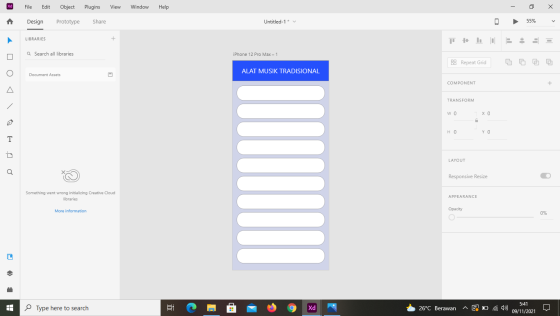 Xd
File Edit Object Plugins View Window Help
Design Prototype Share
Untitled-1 *
55%
LIBRARIES
Search all libraries
Document Assets
Something went wrong initializing Creative Cloud
libraries.
More Information
iPhone 12 Pro Max – 1
ALAT MUSIK TRADISIONAL
Repeat Grid
COMPONENT
TRANSFORM
W 0 X 0
H 0 Y 0
LAYOUT
Responsive Resize
APPEARANCE
Opacity
0%
Type here to search
Xd
26°C Berawan
5:41
09/11/2021